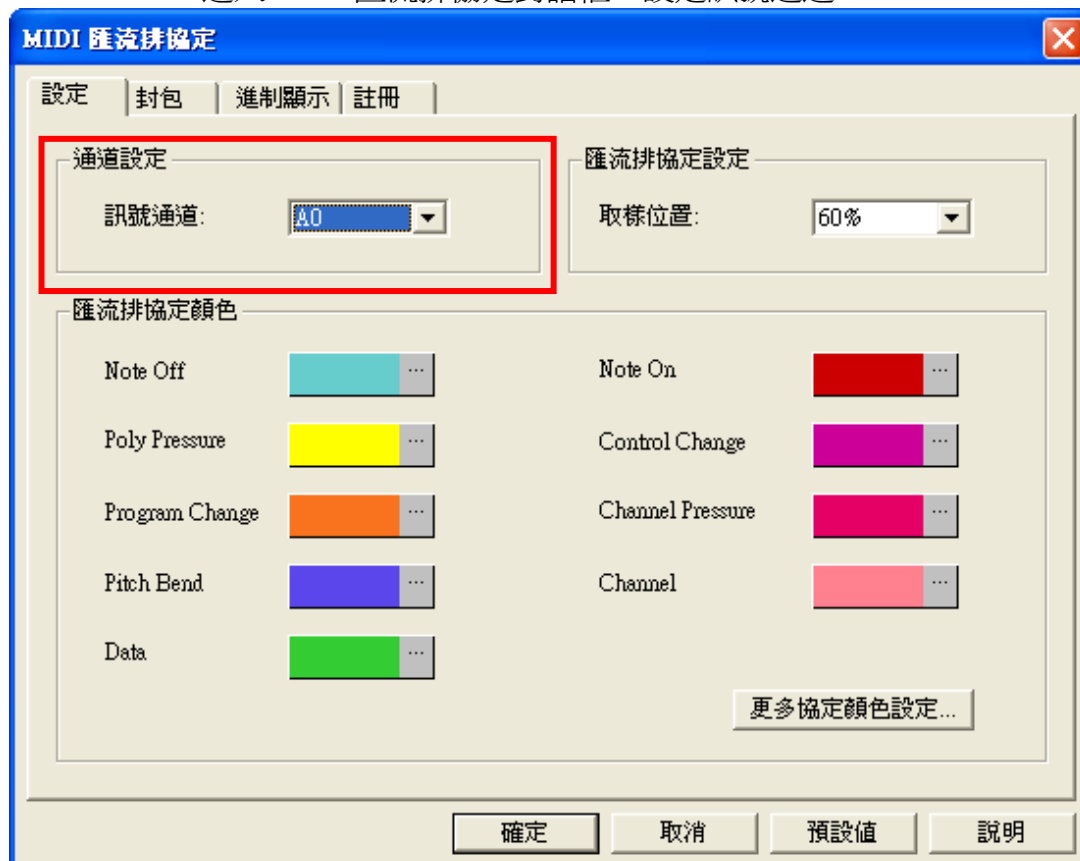 MIDI 匯流排協定
設定 封包 進制顯示 註冊
通道設定
訊號通道: A0
匯流排協定設定
取樣位置: 60%
匯流排協定顏色
Note Off ...
Note On ...
Poly Pressure ...
Control Change ...
Program Change ...
Channel Pressure ...
Pitch Bend ...
Channel ...
Data ...
更多協定顏色設定...
確定 取消 預設值 說明